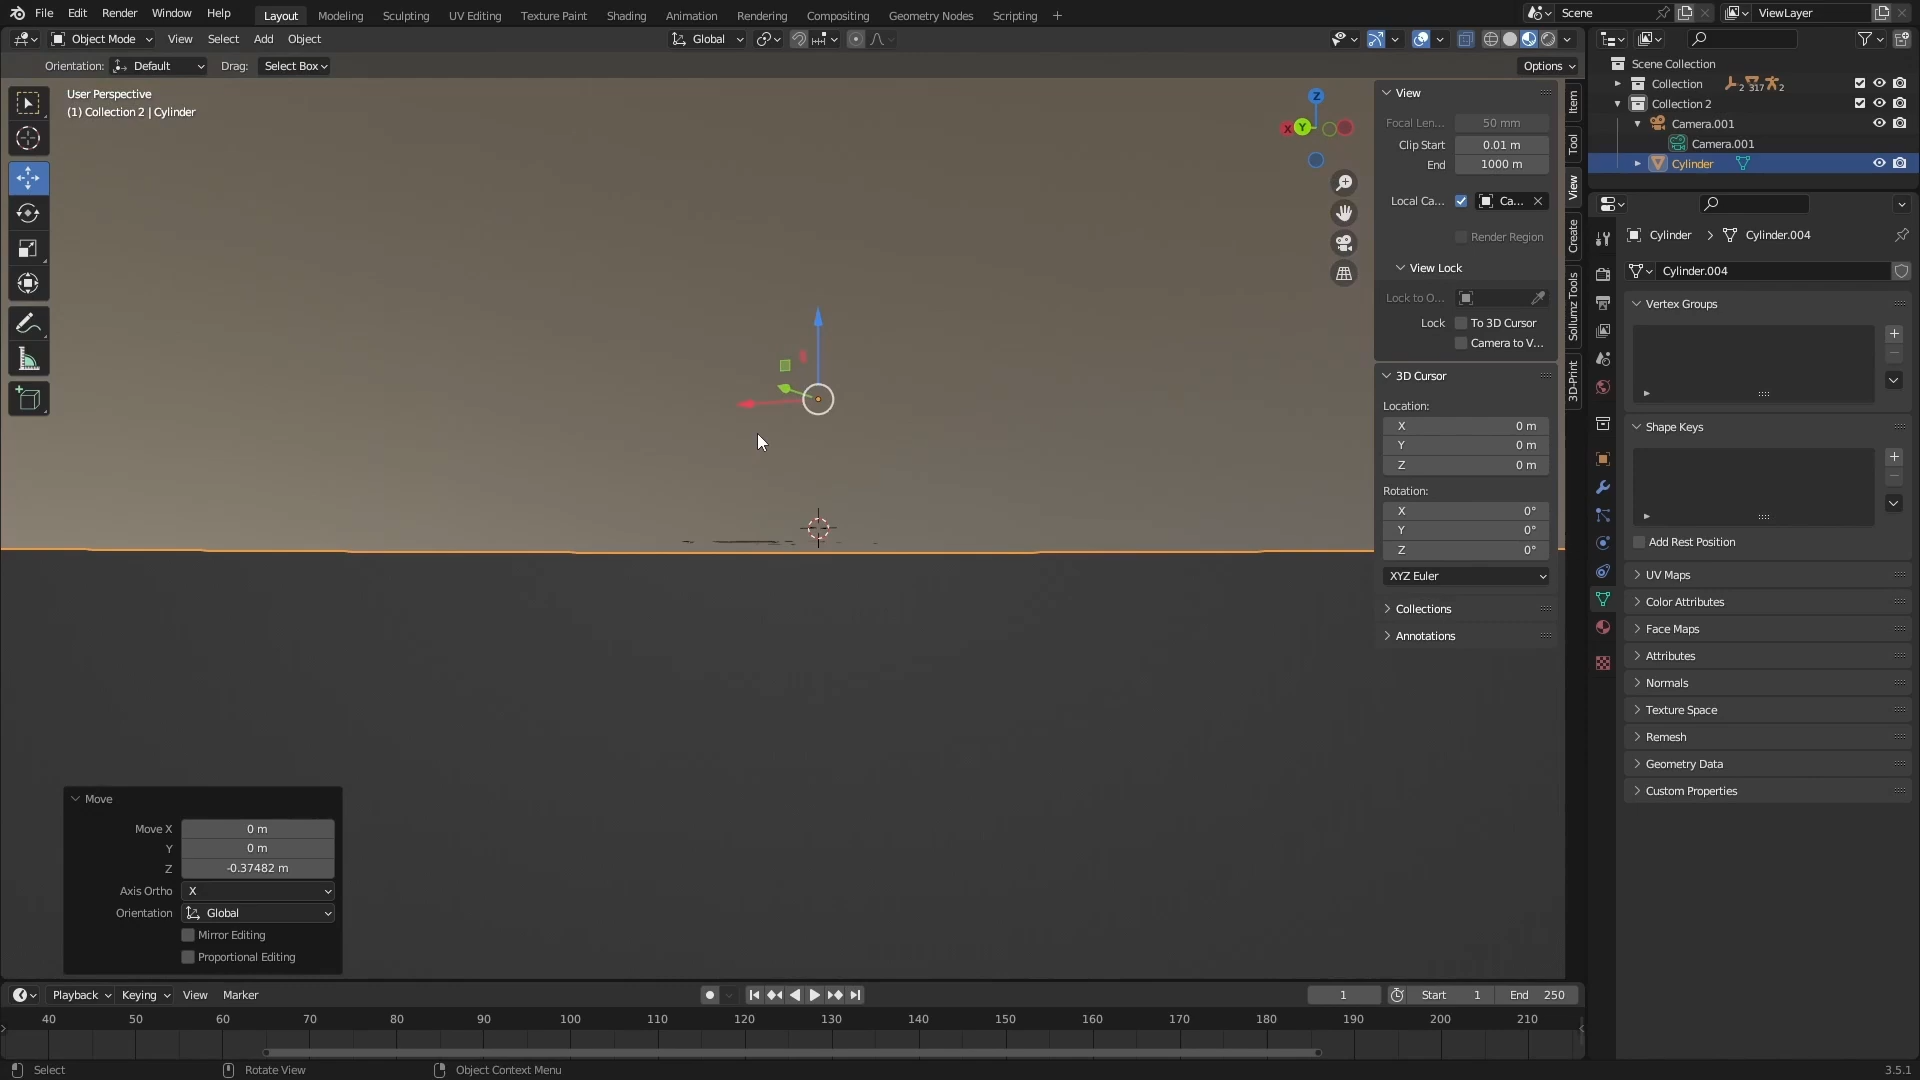 File Edit Render Window Help Layout Modeling Sculpting UV Editing Texture Paint Shading Animation Rendering Compositing Geometry Nodes Scripting + Scene ViewLayer
Object Mode View Select Add Object Global
Orientation: Default Drag: Select Box Options
User Perspective
(1) Collection 2 | Cylinder
Z
X Y
View
Focal Len... 50 mm
Clip Start 0.01 m
End 1000 m
Local Ca... Ca...
Render Region
View Lock
Lock to O...
Lock To 3D Cursor
Camera to V...
3D Cursor
Location:
X 0 m
Y 0 m
Z 0 m
Rotation:
X 0°
Y 0°
Z 0°
XYZ Euler
Collections
Annotations
Item
Tool
View
Create
Sollumz Tools
3D-Print
Scene Collection
Collection 2 317 2
Collection 2
Camera.001
Camera.001
Cylinder
Cylinder > Cylinder.004
Cylinder.004
Vertex Groups
Shape Keys
Add Rest Position
UV Maps
Color Attributes
Face Maps
Attributes
Normals
Texture Space
Remesh
Geometry Data
Custom Properties
Move
Move X 0 m
Y 0 m
Z -0.37482 m
Axis Ortho X
Orientation Global
Mirror Editing
Proportional Editing
Playback Keying View Marker 1 Start 1 End 250
40 50 60 70 80 90 100 110 120 130 140 150 160 170 180 190 200 210
Select Rotate View Object Context Menu 3.5.1